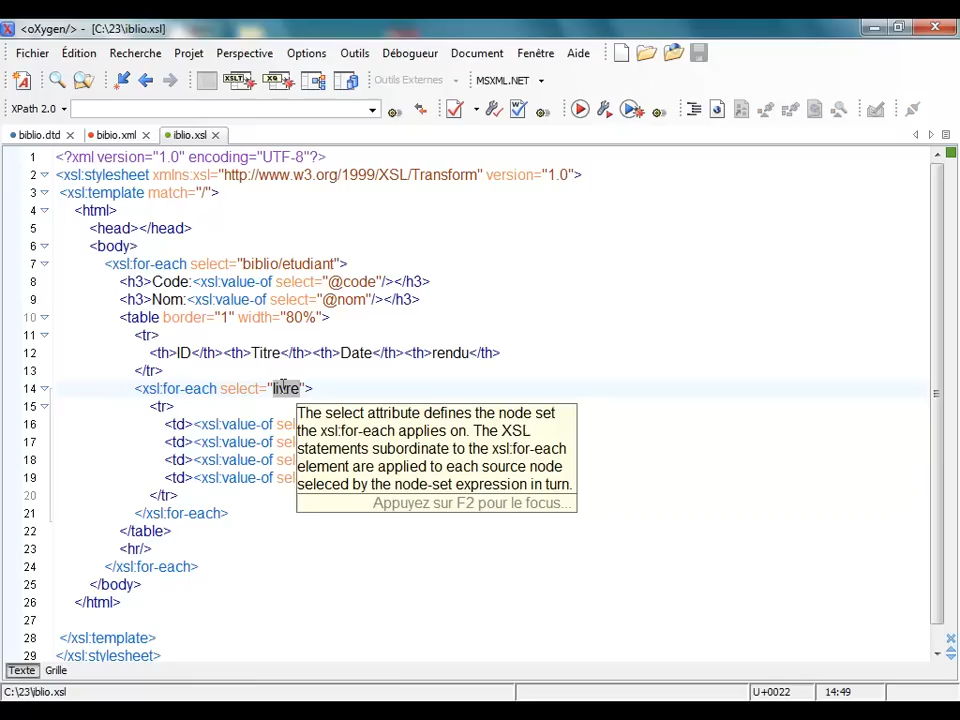 <oXygen/> - [C:\23\iblio.xsl]
Fichier Édition Recherche Projet Perspective Options Outils Débogueur Document Fenêtre Aide
Outils Externes MSXML.NET
XPath 2.0
biblio.dtd bibio.xml iblio.xsl
1 <?xml version="1.0" encoding="UTF-8"?>
2 <xsl:stylesheet xmlns:xsl="http://www.w3.org/1999/XSL/Transform" version="1.0">
3 <xsl:template match="/">
4 <html>
5 <head></head>
6 <body>
7 <xsl:for-each select="biblio/etudiant">
8 <h3>Code:<xsl:value-of select="@code"/></h3>
9 <h3>Nom:<xsl:value-of select="@nom"/></h3>
10 <table border="1" width="80%">
11 <tr>
12 <th>ID</th><th>Titre</th><th>Date</th><th>rendu</th>
13 </tr>
14 <xsl:for-each select="livre">
15 <tr>
16 <td><xsl:value-of sel
17 <td><xsl:value-of sel
18 <td><xsl:value-of sel
19 <td><xsl:value-of sel
20 </tr>
21 </xsl:for-each>
22 </table>
23 <hr/>
24 </xsl:for-each>
25 </body>
26 </html>
27
28 </xsl:template>
29 </xsl:stylesheet>
The select attribute defines the node set
the xsl:for-each applies on. The XSL
statements subordinate to the xsl:for-each
element are applied to each source node
seleced by the node-set expression in turn.
Appuyez sur F2 pour le focus...
Texte Grille
C:\23\iblio.xsl U+0022 14:49